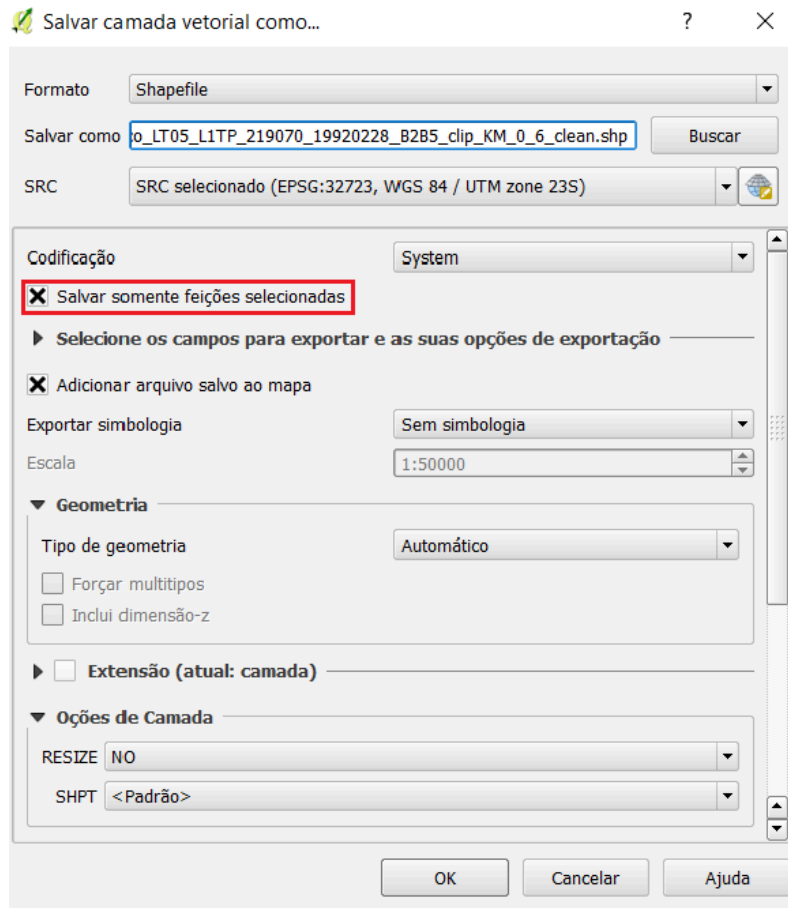 Salvar camada vetorial como...
?
Formato Shapefile
Salvar como :o_LT05_L1TP_219070_19920228_B2B5_clip_KM_0_6_clean.shp Buscar
SRC SRC selecionado (EPSG:32723, WGS 84 / UTM zone 23S)
Codificação System
Salvar somente feições selecionadas
Selecione os campos para exportar e as suas opções de exportação
Adicionar arquivo salvo ao mapa
Exportar simbologia Sem simbologia
Escala 1:50000
Geometria
Tipo de geometria Automático
Forçar multitipos
Inclui dimensão-z
Extensão (atual: camada)
Oções de Camada
RESIZE NO
SHPT <Padrão>
OK Cancelar Ajuda